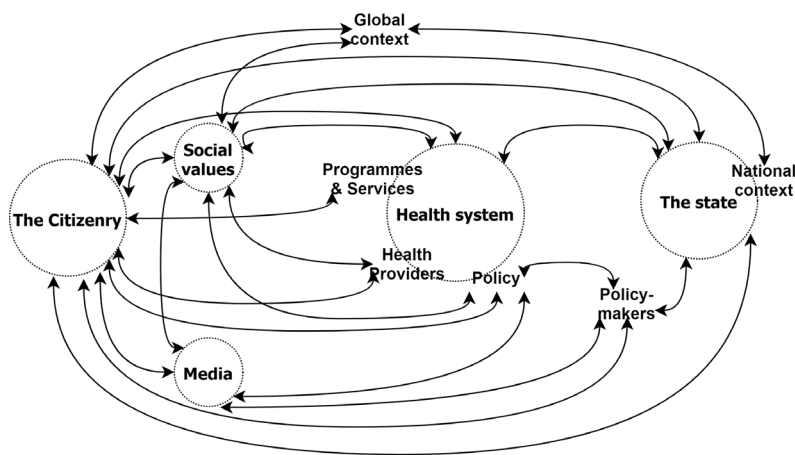 Global
context
Social
values
Programmes
& Services
National
context
The Citizenry
Health system
The state
Health
Providers
Policy
Policy-
makers
Media